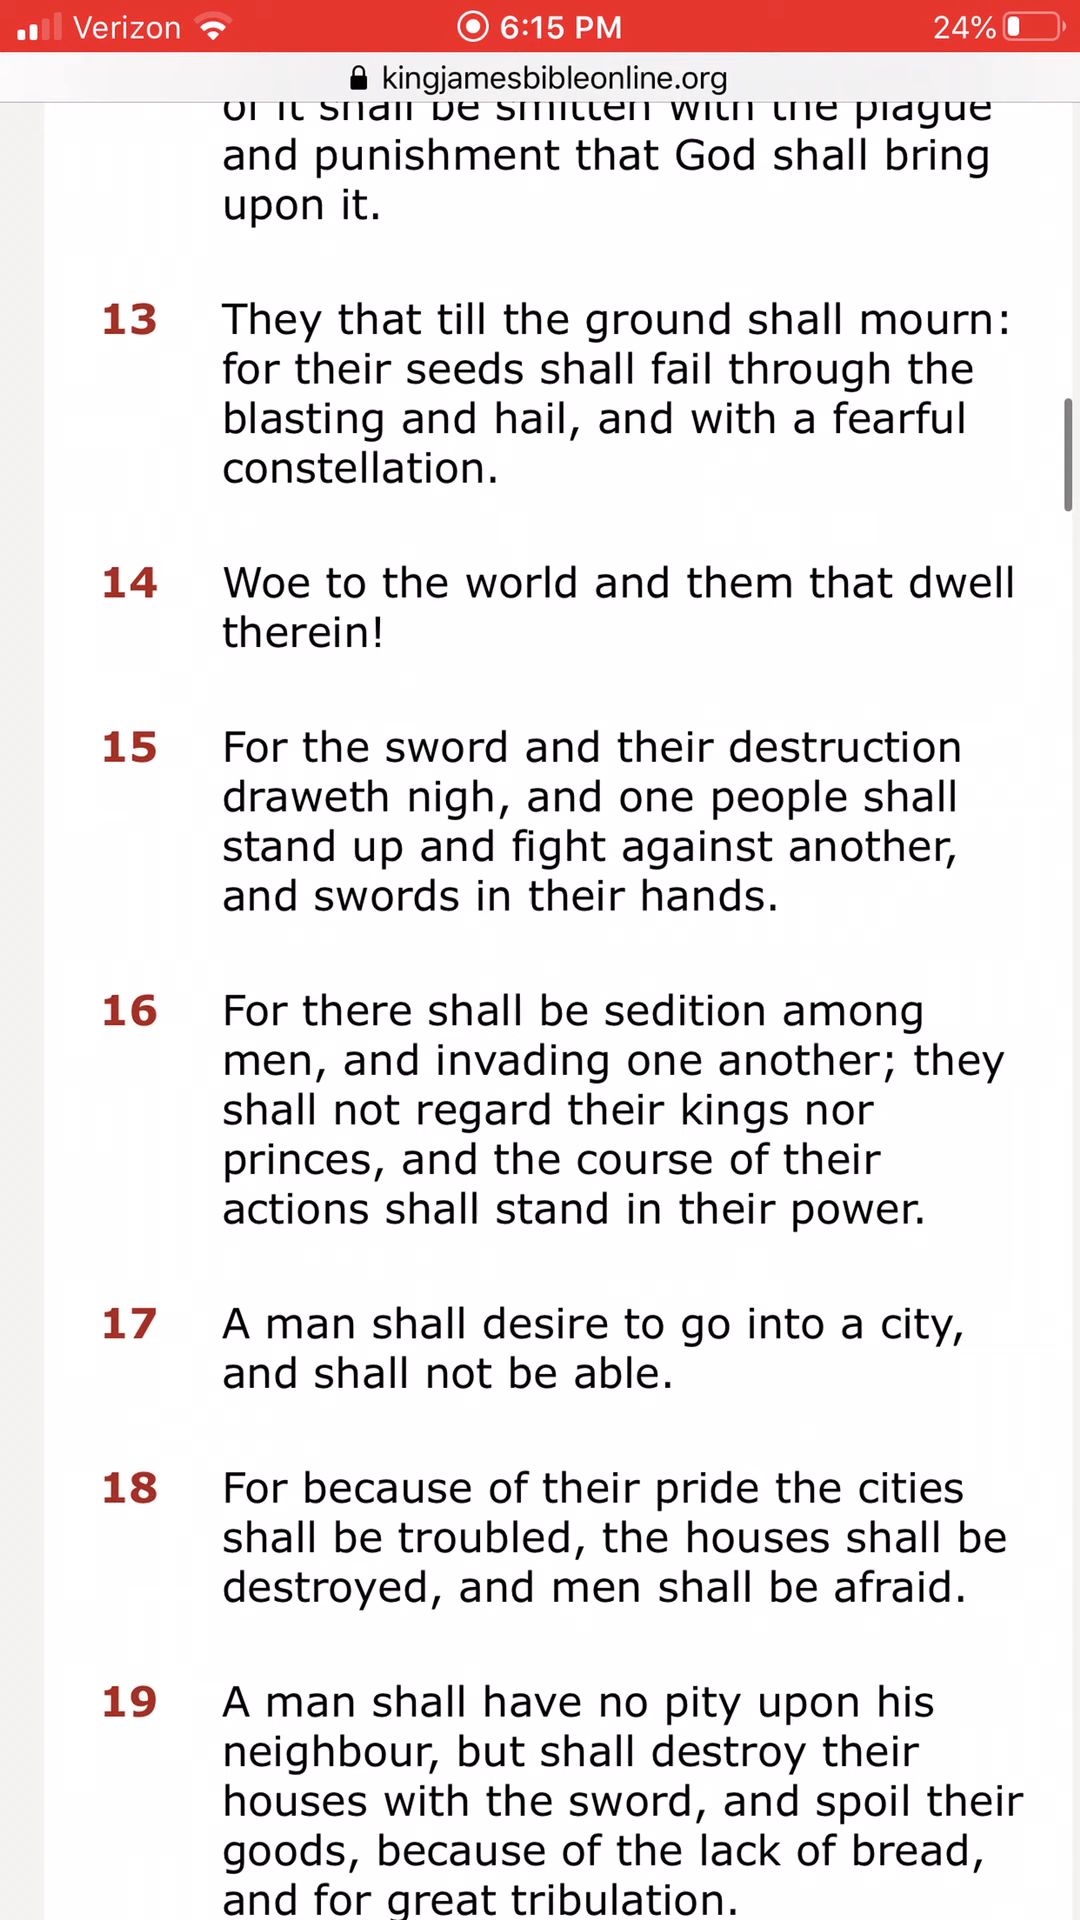 Verizon 6:15 PM 24%
kingjamesbibleonline.org
of it shall be smitten with the plague
and punishment that God shall bring
upon it.
13 They that till the ground shall mourn:
for their seeds shall fail through the
blasting and hail, and with a fearful
constellation.
14 Woe to the world and them that dwell
therein!
15 For the sword and their destruction
draweth nigh, and one people shall
stand up and fight against another,
and swords in their hands.
16 For there shall be sedition among
men, and invading one another; they
shall not regard their kings nor
princes, and the course of their
actions shall stand in their power.
17 A man shall desire to go into a city,
and shall not be able.
18 For because of their pride the cities
shall be troubled, the houses shall be
destroyed, and men shall be afraid.
19 A man shall have no pity upon his
neighbour, but shall destroy their
houses with the sword, and spoil their
goods, because of the lack of bread,
and for great tribulation.